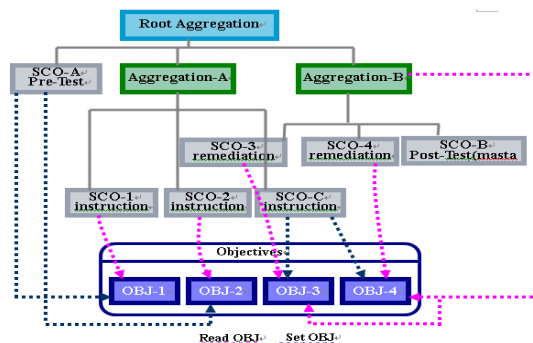 Root Aggregation
SCO-A
Pre-Test
Aggregation-A
Aggregation-B
SCO-3
remediation
SCO-4
remediation
SCO-B
Post-Test(masta
SCO-1
instruction
SCO-2
instruction
SCO-C
instruction
Objectives
OBJ-1
OBJ-2
OBJ-3
OBJ-4
Read OBJ
Set OBJ